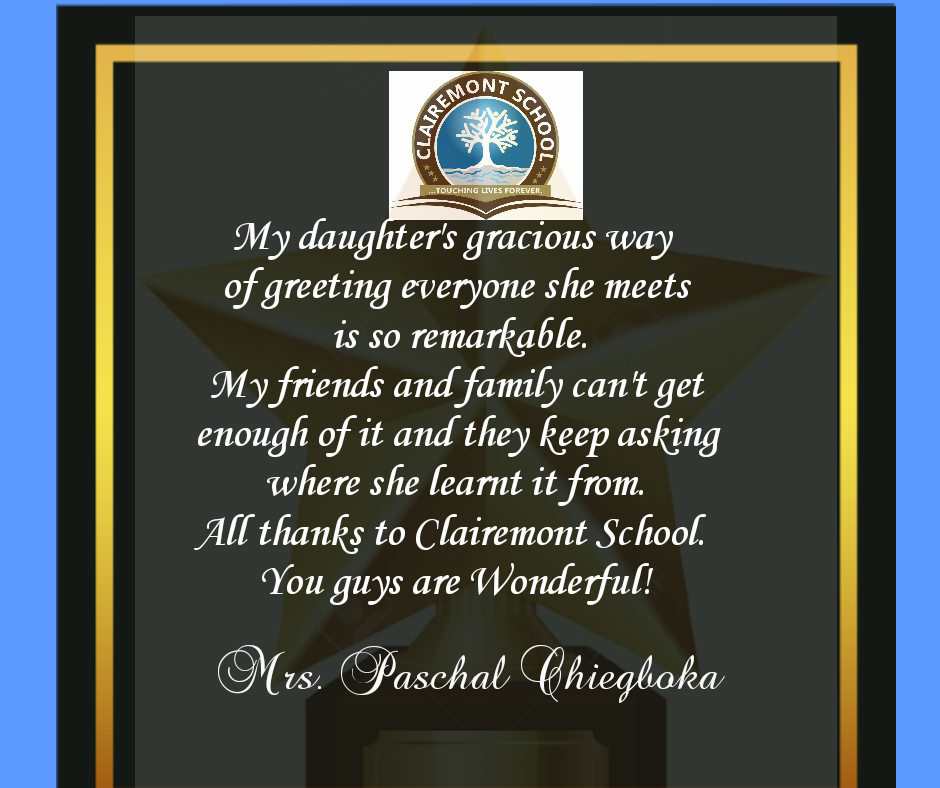 CLAIREMONT SCHOOL
...TOUCHING LIVES FOREVER.
My daughter's gracious way
of greeting everyone she meets
is so remarkable.
My friends and family can't get
enough of it and they keep asking
where she learnt it from.
All thanks to Clairemont School.
You guys are Wonderful!
Mrs. Paschal Chiegboka